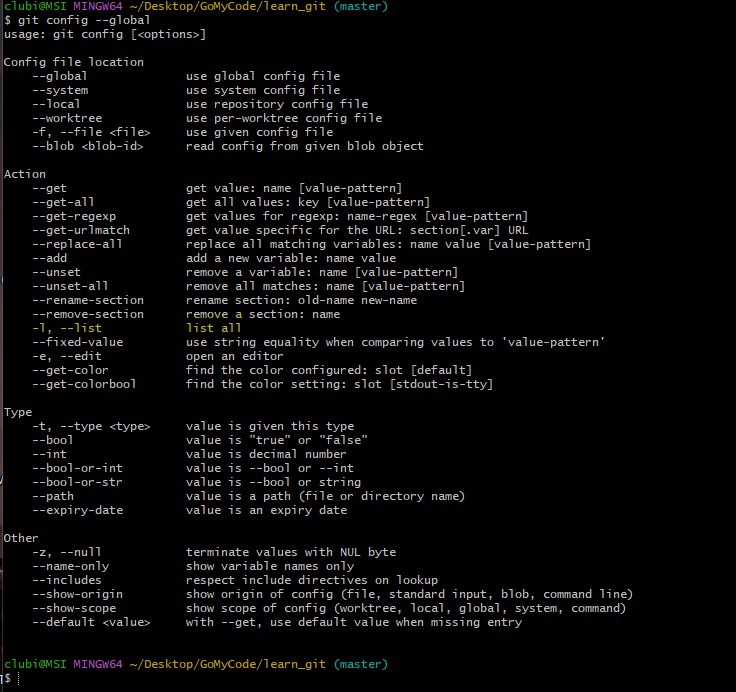 clubi@MSI MINGW64 ~/Desktop/GoMyCode/learn_git (master)
$ git config --global
usage: git config [<options>]

Config file location
    --global              use global config file
    --system              use system config file
    --local               use repository config file
    --worktree            use per-worktree config file
    -f, --file <file>     use given config file
    --blob <blob-id>      read config from given blob object

Action
    --get                 get value: name [value-pattern]
    --get-all             get all values: key [value-pattern]
    --get-regexp          get values for regexp: name-regex [value-pattern]
    --get-urlmatch        get value specific for the URL: section[.var] URL
    --replace-all         replace all matching variables: name value [value-pattern]
    --add                 add a new variable: name value
    --unset               remove a variable: name [value-pattern]
    --unset-all           remove all matches: name [value-pattern]
    --rename-section      rename section: old-name new-name
    --remove-section      remove a section: name
    -l, --list            list all
    --fixed-value         use string equality when comparing values to 'value-pattern'
    -e, --edit            open an editor
    --get-color           find the color configured: slot [default]
    --get-colorbool       find the color setting: slot [stdout-is-tty]

Type
    -t, --type <type>     value is given this type
    --bool                value is "true" or "false"
    --int                 value is decimal number
    --bool-or-int         value is --bool or --int
    --bool-or-str         value is --bool or string
    --path                value is a path (file or directory name)
    --expiry-date         value is an expiry date

Other
    -z, --null            terminate values with NUL byte
    --name-only           show variable names only
    --includes            respect include directives on lookup
    --show-origin         show origin of config (file, standard input, blob, command line)
    --show-scope          show scope of config (worktree, local, global, system, command)
    --default <value>     with --get, use default value when missing entry

clubi@MSI MINGW64 ~/Desktop/GoMyCode/learn_git (master)
$